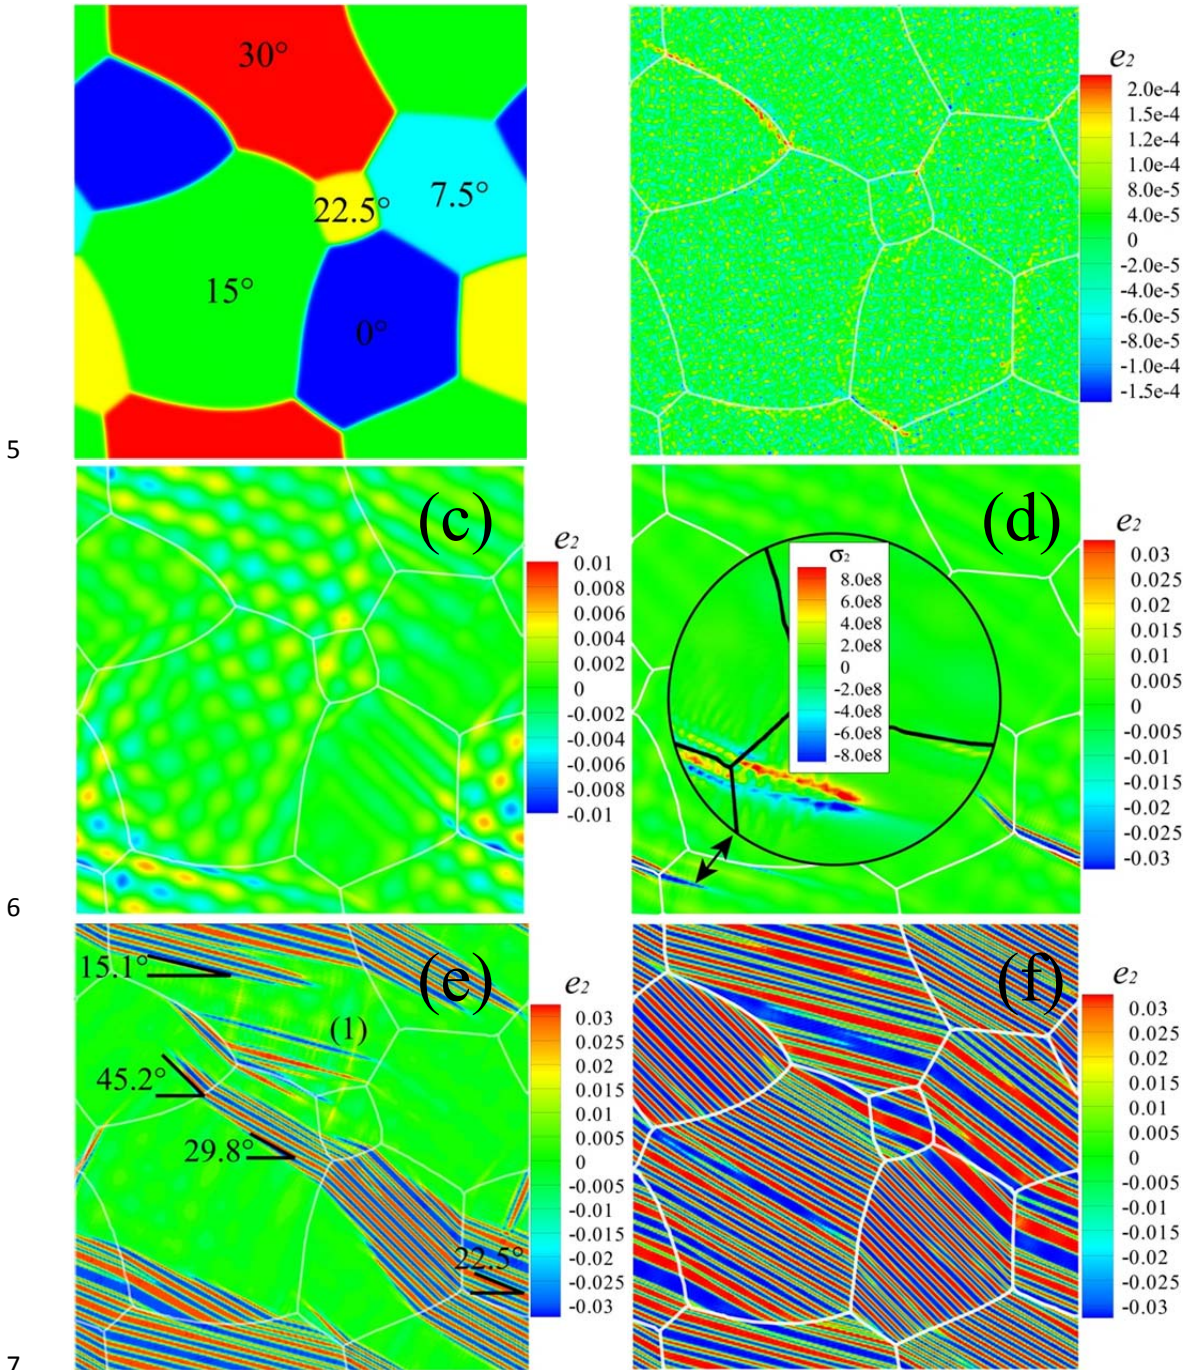 30°
22.5°
7.5°
15°
0°
5
e₂
2.0e-4
1.5e-4
1.2e-4
1.0e-4
8.0e-5
4.0e-5
0
-2.0e-5
-4.0e-5
-6.0e-5
-8.0e-5
-1.0e-4
-1.5e-4
(c)
e₂
0.01
0.008
0.006
0.004
0.002
0
-0.002
-0.004
-0.006
-0.008
-0.01
6
(d)
σ₂
8.0e8
6.0e8
4.0e8
2.0e8
0
-2.0e8
-4.0e8
-6.0e8
-8.0e8
e₂
0.03
0.025
0.02
0.015
0.01
0.005
0
-0.005
-0.01
-0.015
-0.02
-0.025
-0.03
(e)
15.1°
(1)
45.2°
29.8°
22.5°
e₂
0.03
0.025
0.02
0.015
0.01
0.005
0
-0.005
-0.01
-0.015
-0.02
-0.025
-0.03
7
(f)
e₂
0.03
0.025
0.02
0.015
0.01
0.005
0
-0.005
-0.01
-0.015
-0.02
-0.025
-0.03